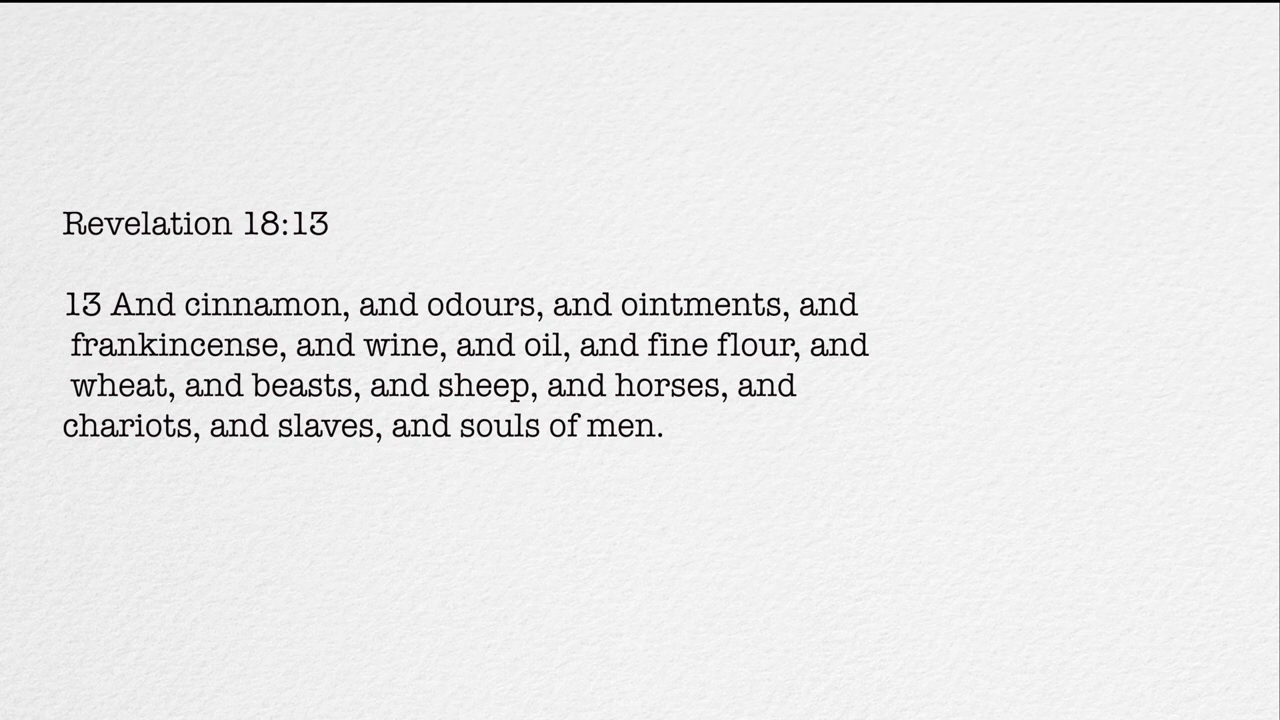 Revelation 18:13
13 And cinnamon, and odours, and ointments, and
frankincense, and wine, and oil, and fine flour, and
wheat, and beasts, and sheep, and horses, and
chariots, and slaves, and souls of men.